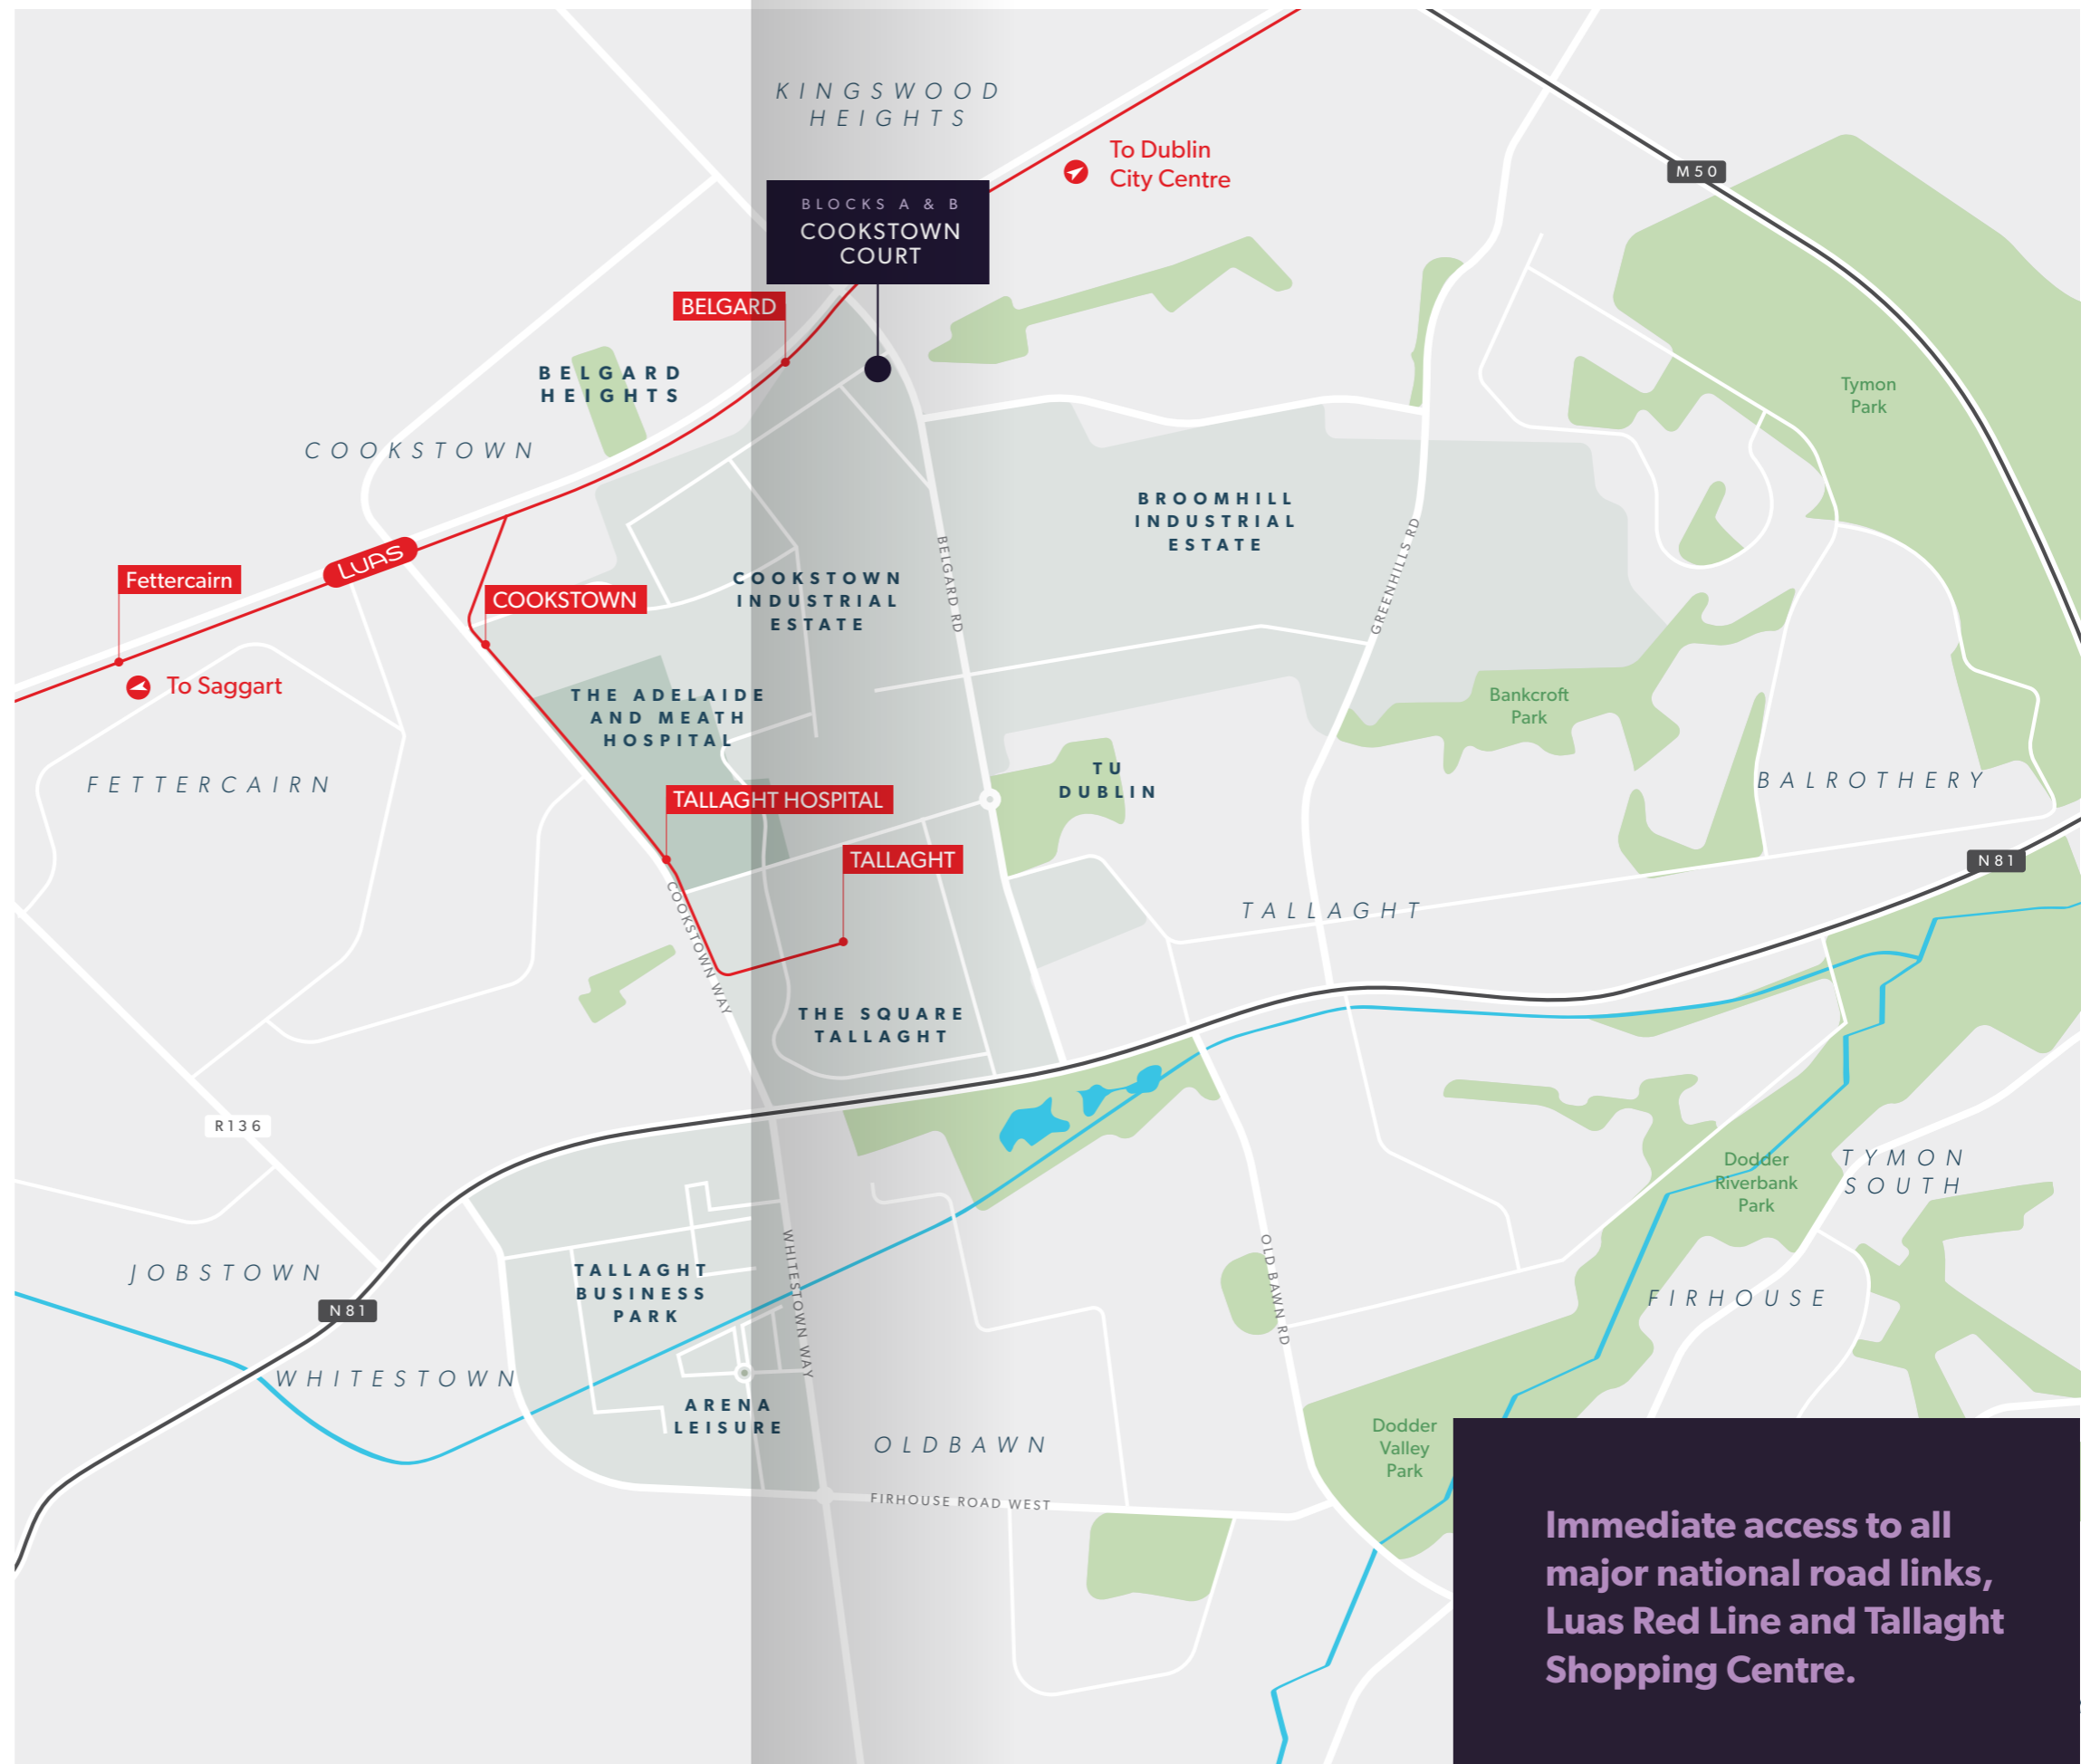 KINGSWOOD
HEIGHTS
To Dublin
City Centre
M50
BLOCKS A & B
COOKSTOWN
COURT
BELGARD
BELGARD
HEIGHTS
Tymon
Park
COOKSTOWN
BROOMHILL
INDUSTRIAL
ESTATE
BELGARD RD
GREENHILLS RD
LUAS
Fettercairn
COOKSTOWN
COOKSTOWN
INDUSTRIAL
ESTATE
To Saggart
THE ADELAIDE
AND MEATH
HOSPITAL
Bankcroft
Park
FETTERCAIRN
TU
DUBLIN
BALROTHERY
TALLAGHT HOSPITAL
TALLAGHT
N81
TALLAGHT
COOKSTOWN WAY
THE SQUARE
TALLAGHT
R136
Dodder
Riverbank
Park
TYMON
SOUTH
JOBSTOWN
N81
TALLAGHT
BUSINESS
PARK
WHITESTOWN WAY
OLD BAWN RD
FIRHOUSE
WHITESTOWN
ARENA
LEISURE
OLDBAWN
Dodder
Valley
Park
FIRHOUSE ROAD WEST
Immediate access to all
major national road links,
Luas Red Line and Tallaght
Shopping Centre.